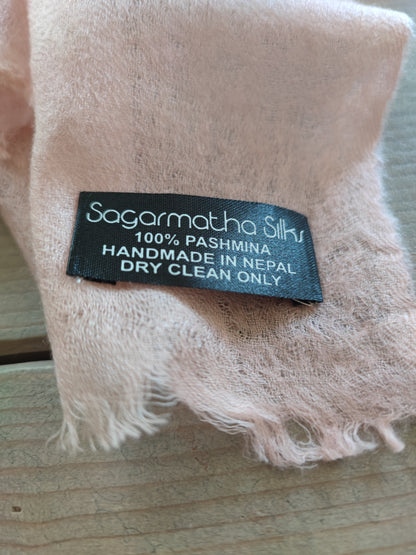 Sagarmatha Silks
100% PASHMINA
HANDMADE IN NEPAL
DRY CLEAN ONLY